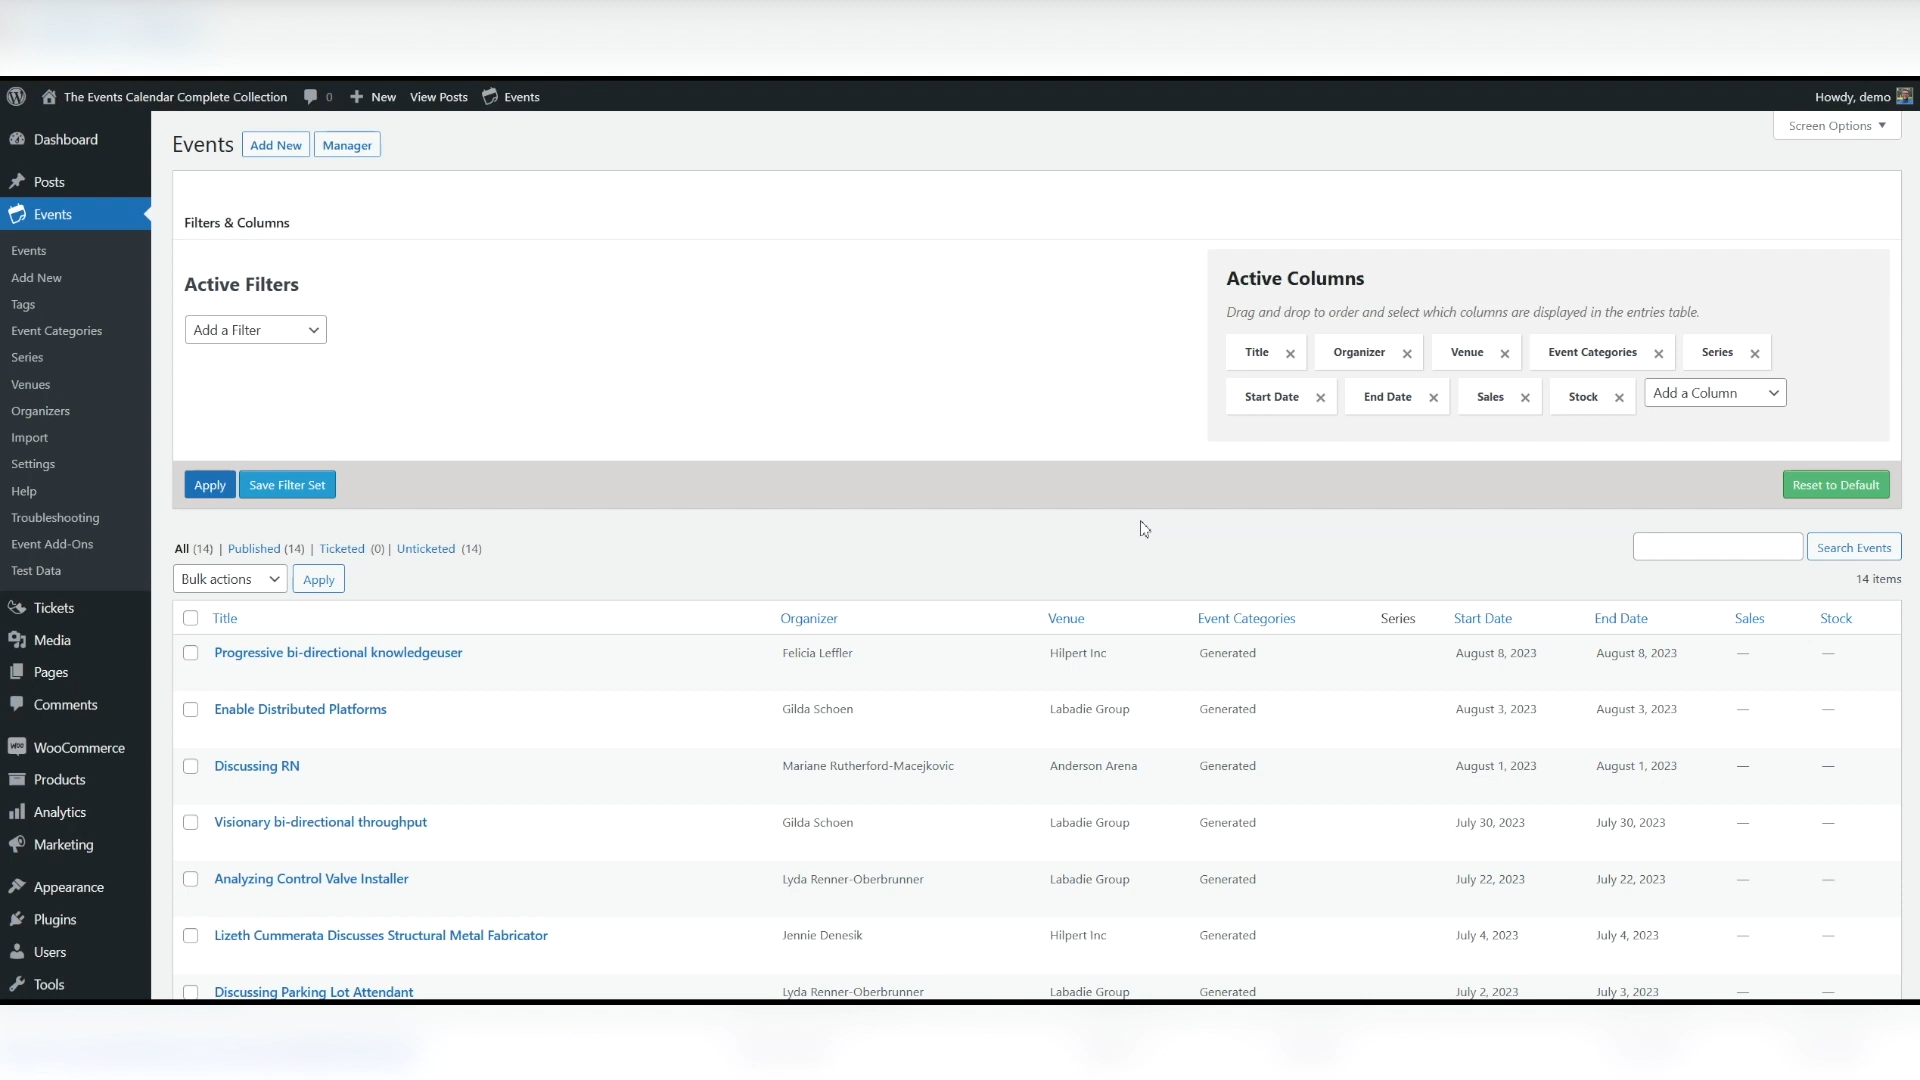 The Events Calendar Complete Collection 0 New View Posts Events Howdy, demo
Screen Options
Dashboard
Posts
Events
Events
Add New
Tags
Event Categories
Series
Venues
Organizers
Import
Settings
Help
Troubleshooting
Event Add-Ons
Test Data
Tickets
Media
Pages
Comments
WooCommerce
Products
Analytics
Marketing
Appearance
Plugins
Users
Tools
Events Add New Manager
Filters & Columns
Active Filters
Add a Filter
Active Columns
Drag and drop to order and select which columns are displayed in the entries table.
Title Organizer Venue Event Categories Series
Start Date End Date Sales Stock Add a Column
Apply Save Filter Set Reset to Default
All (14) | Published (14) | Ticketed (0) | Unticketed (14) Search Events
Bulk actions Apply 14 items
Title Organizer Venue Event Categories Series Start Date End Date Sales Stock
Progressive bi-directional knowledgeuser Felicia Leffler Hilpert Inc Generated August 8, 2023 August 8, 2023 — —
Enable Distributed Platforms Gilda Schoen Labadie Group Generated August 3, 2023 August 3, 2023 — —
Discussing RN Mariane Rutherford-Macejkovic Anderson Arena Generated August 1, 2023 August 1, 2023 — —
Visionary bi-directional throughput Gilda Schoen Labadie Group Generated July 30, 2023 July 30, 2023 — —
Analyzing Control Valve Installer Lyda Renner-Oberbrunner Labadie Group Generated July 22, 2023 July 22, 2023 — —
Lizeth Cummerata Discusses Structural Metal Fabricator Jennie Denesik Hilpert Inc Generated July 4, 2023 July 4, 2023 — —
Discussing Parking Lot Attendant Lyda Renner-Oberbrunner Labadie Group Generated July 2, 2023 July 3, 2023 — —